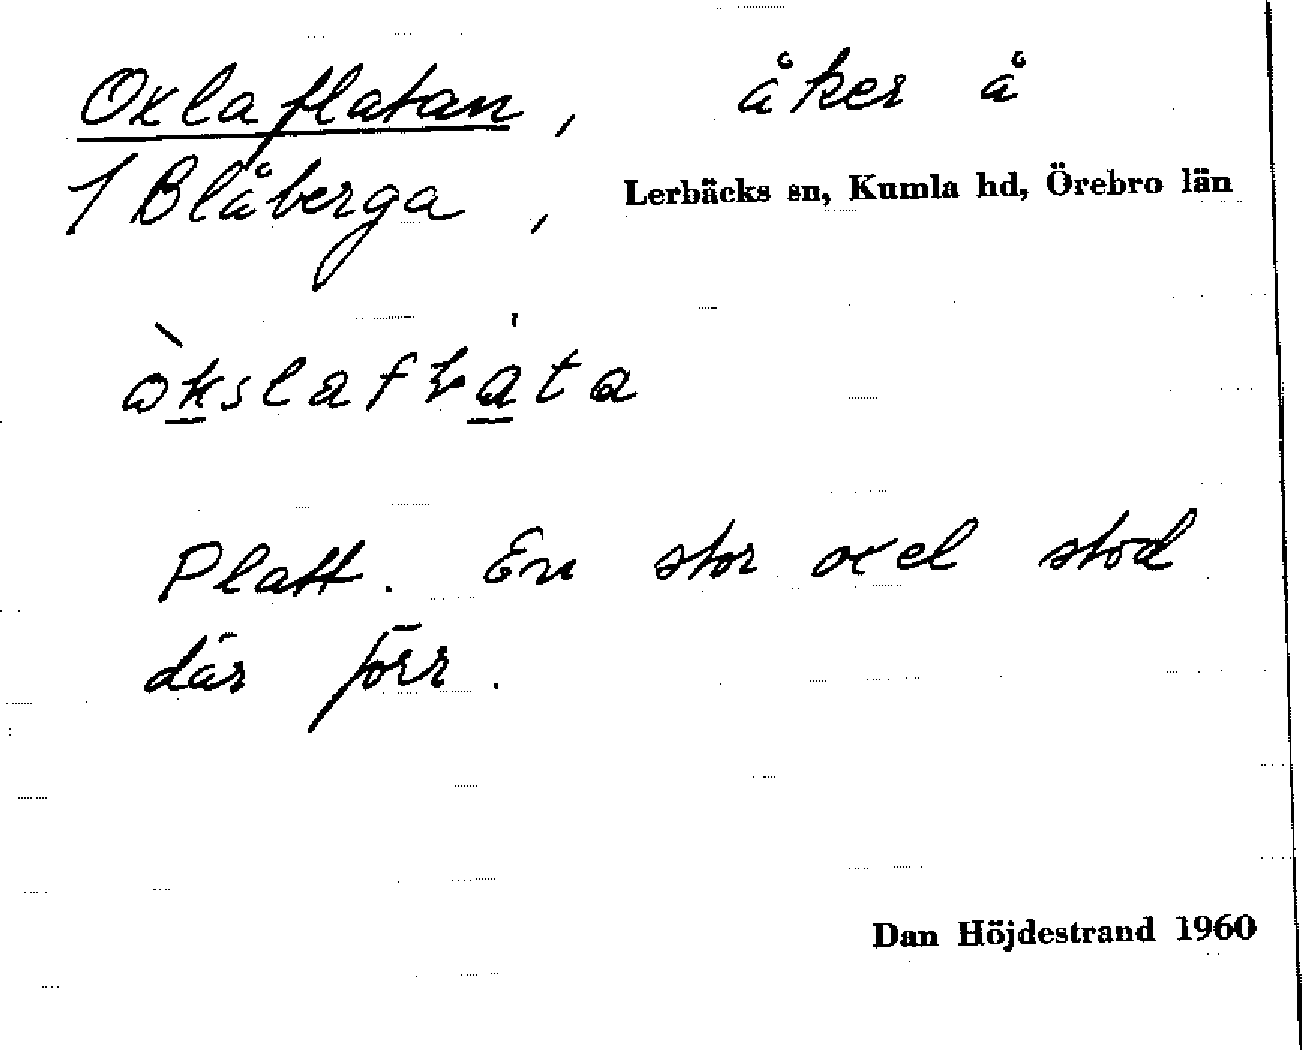 Oxlaflatan, åker å
1 Blåberga, Lerbäcks sn, Kumla hd, Örebro län
Platt. En stor oxel stod
där förr.
Dan Höjdestrand 1960